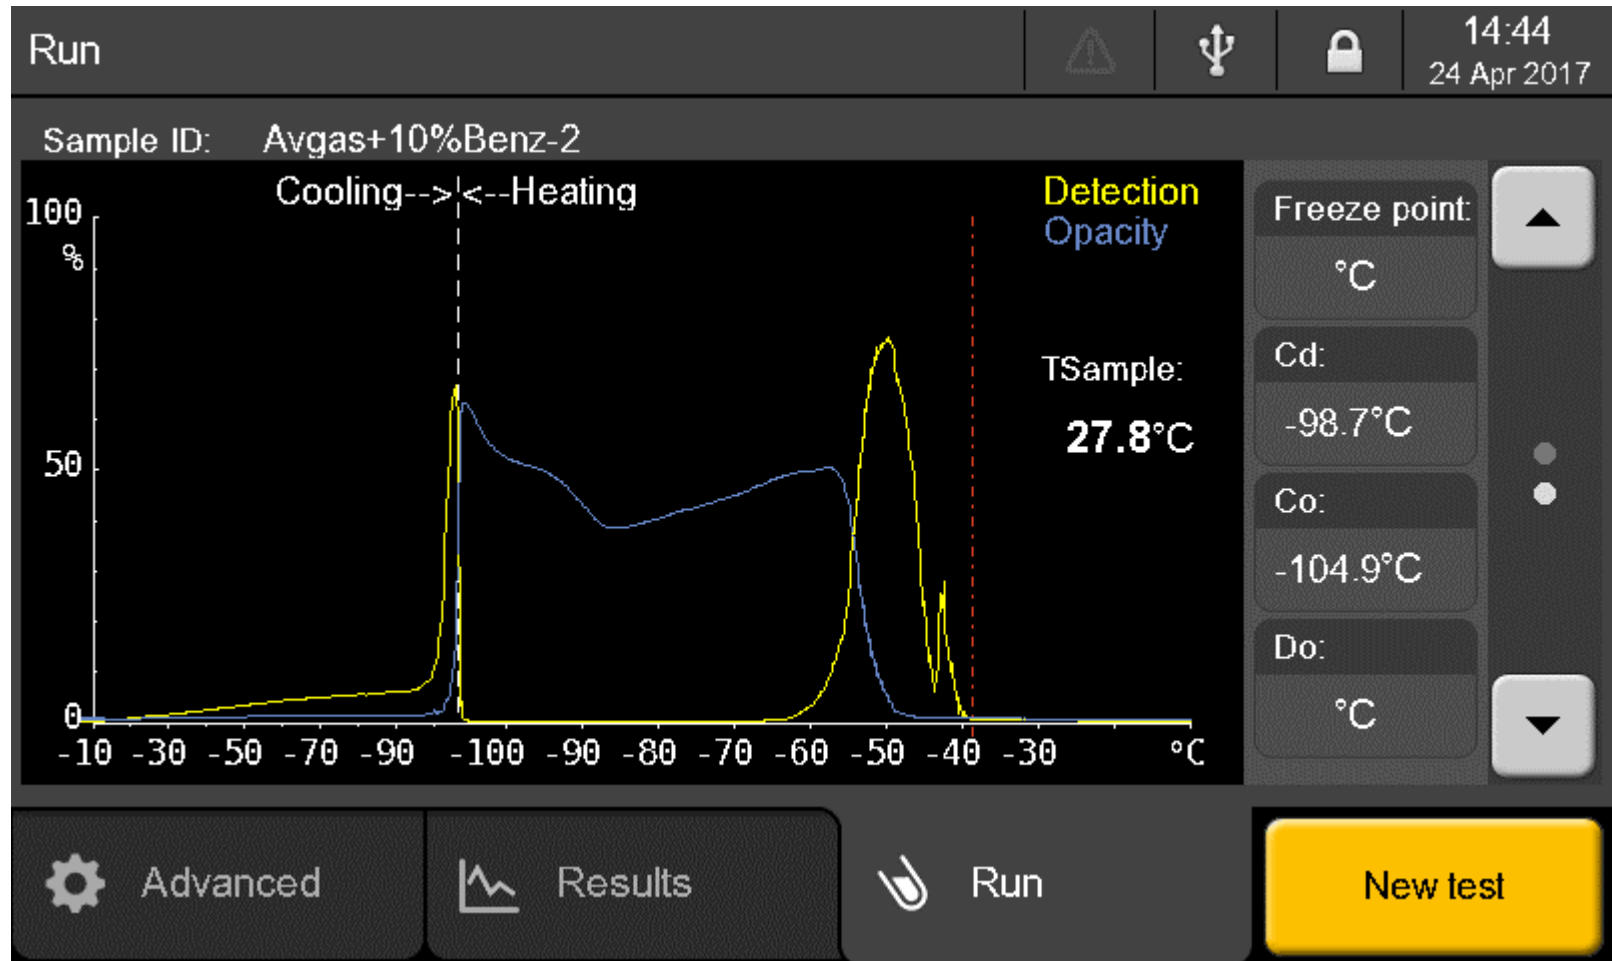 Run
14:44
24 Apr 2017
Sample ID: Avgas+10%Benz-2
Cooling-->¦<--Heating
Detection
Opacity
100
%
50
0
-10 -30 -50 -70 -90 -100 -90 -80 -70 -60 -50 -40 -30 °C
TSample:
27.8°C
Freeze point:
°C
Cd:
-98.7°C
Co:
-104.9°C
Do:
°C
Advanced
Results
Run
New test